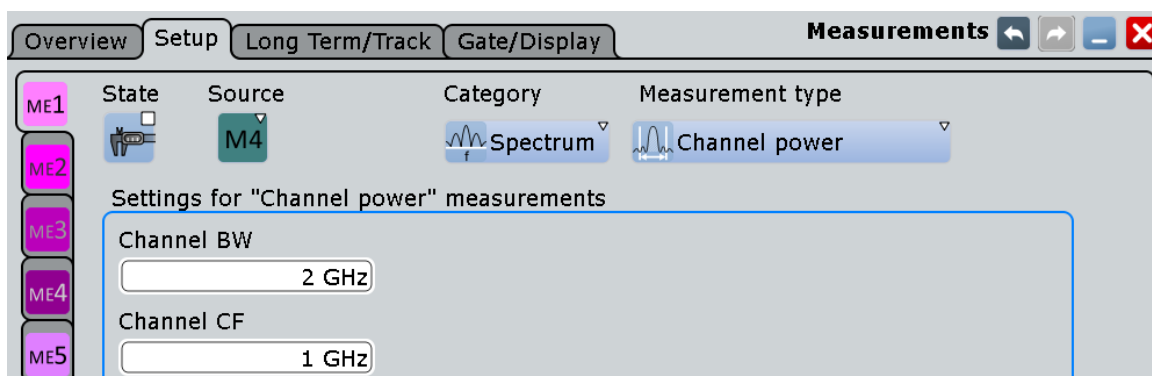 Overview Setup Long Term/Track Gate/Display Measurements
ME1 State Source Category Measurement type
M4 f Spectrum Channel power
ME2
Settings for "Channel power" measurements
ME3 Channel BW
2 GHz
ME4
Channel CF
ME5 1 GHz